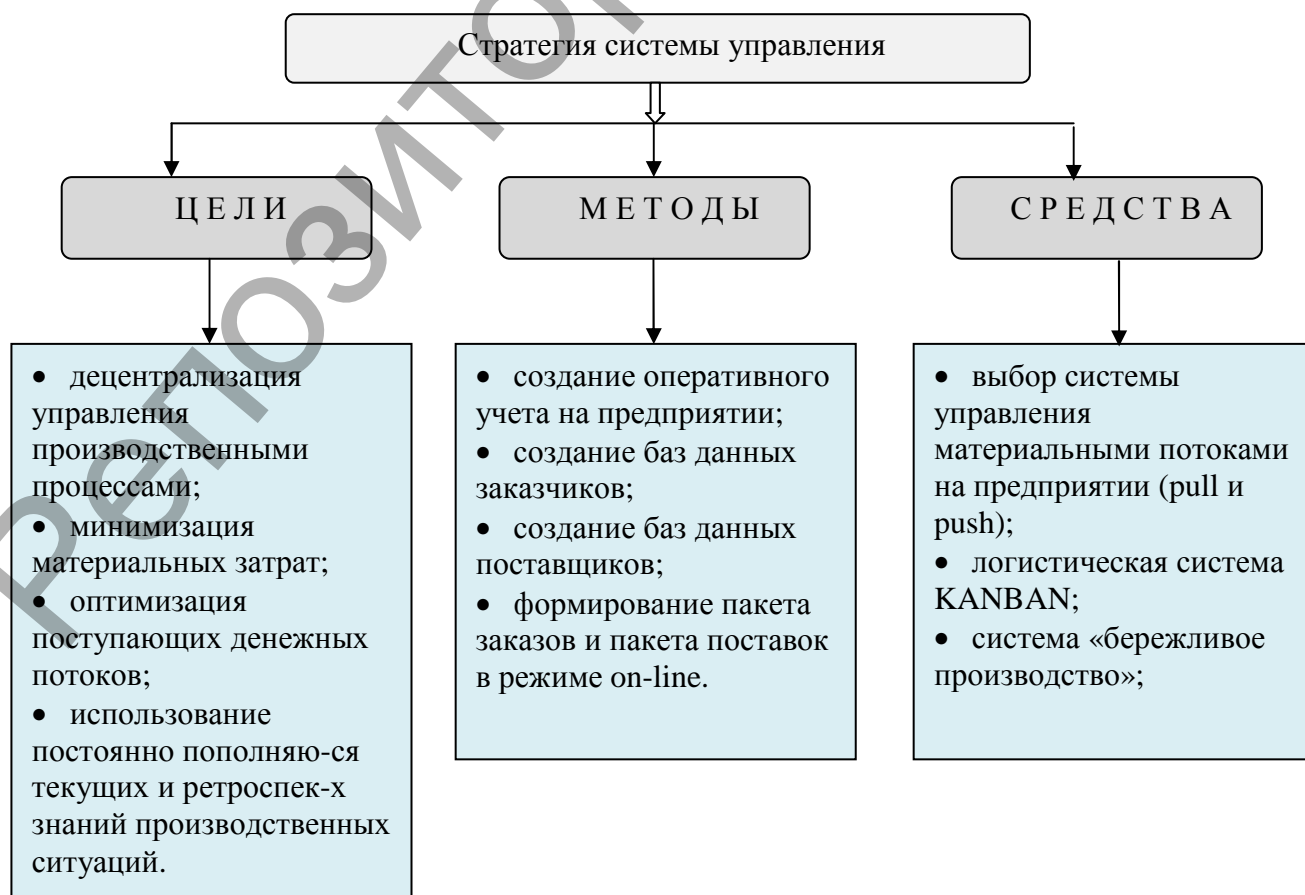 Стратегия системы управления
Ц Е Л И
М Е Т О Д Ы
С Р Е Д С Т В А
• децентрализация
управления
производственными
процессами;
• минимизация
материальных затрат;
• оптимизация
поступающих денежных
потоков;
• использование
постоянно пополняю-ся
текущих и ретроспек-х
знаний производственных
ситуаций.
• создание оперативного
учета на предприятии;
• создание баз данных
заказчиков;
• создание баз данных
поставщиков;
• формирование пакета
заказов и пакета поставок
в режиме on-line.
• выбор системы
управления
материальными потоками
на предприятии (pull и
push);
• логистическая система
KANBAN;
• система «бережливое
производство»;
Репозитор